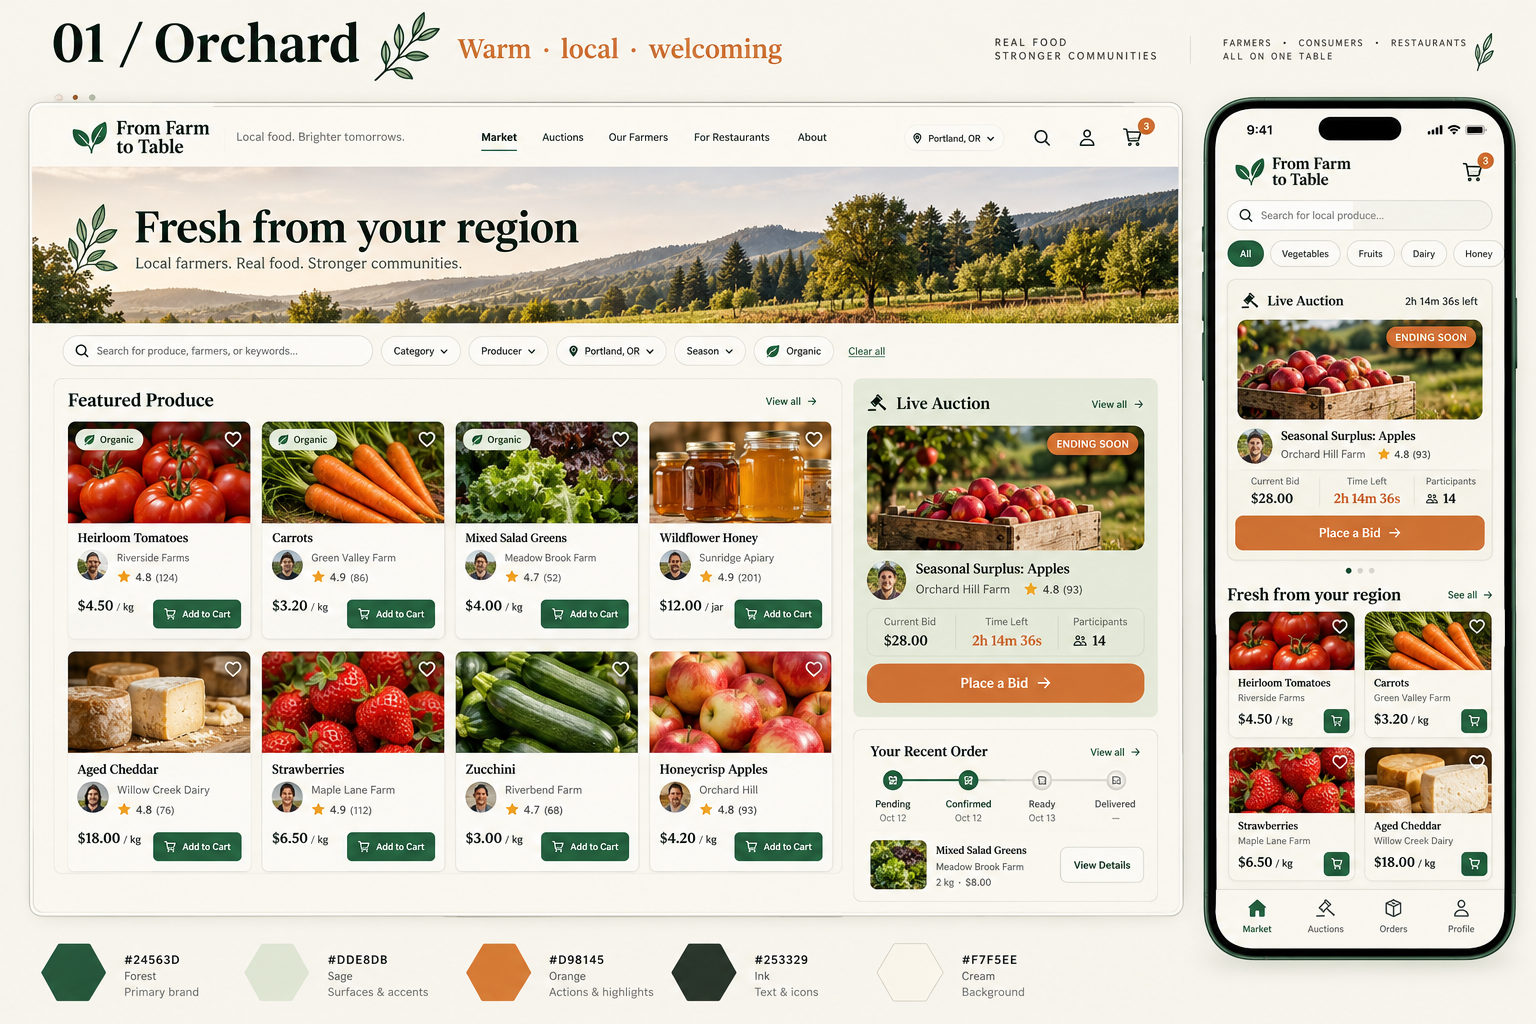 01 / Orchard
Warm · local · welcoming
REAL FOOD
STRONGER COMMUNITIES
FARMERS • CONSUMERS • RESTAURANTS
ALL ON ONE TABLE
From Farm
to Table
Local food. Brighter tomorrows.
Market
Auctions
Our Farmers
For Restaurants
About
Portland, OR
3
Fresh from your region
Local farmers. Real food. Stronger communities.
Search for produce, farmers, or keywords...
Category
Producer
Portland, OR
Season
Organic
Clear all
Featured Produce
View all →
Organic
Heirloom Tomatoes
Riverside Farms
4.8 (124)
$4.50 / kg
Add to Cart
Organic
Carrots
Green Valley Farm
4.9 (86)
$3.20 / kg
Add to Cart
Organic
Mixed Salad Greens
Meadow Brook Farm
4.7 (52)
$4.00 / kg
Add to Cart
Wildflower Honey
Sunridge Apiary
4.9 (201)
$12.00 / jar
Add to Cart
Aged Cheddar
Willow Creek Dairy
4.8 (76)
$18.00 / kg
Add to Cart
Strawberries
Maple Lane Farm
4.9 (112)
$6.50 / kg
Add to Cart
Zucchini
Riverbend Farm
4.7 (68)
$3.00 / kg
Add to Cart
Honeycrisp Apples
Orchard Hill
4.8 (93)
$4.20 / kg
Add to Cart
Live Auction
View all →
ENDING SOON
Seasonal Surplus: Apples
Orchard Hill Farm 4.8 (93)
Current Bid
$28.00
Time Left
2h 14m 36s
Participants
14
Place a Bid →
Your Recent Order
View all →
Pending
Oct 12
Confirmed
Oct 12
Ready
Oct 13
Delivered
—
Mixed Salad Greens
Meadow Brook Farm
2 kg · $8.00
View Details
9:41
From Farm
to Table
3
Search for local produce...
All
Vegetables
Fruits
Dairy
Honey
Live Auction
2h 14m 36s left
ENDING SOON
Seasonal Surplus: Apples
Orchard Hill Farm 4.8 (93)
Current Bid
$28.00
Time Left
2h 14m 36s
Participants
14
Place a Bid →
Fresh from your region
See all →
Heirloom Tomatoes
Riverside Farms
$4.50 / kg
Carrots
Green Valley Farm
$3.20 / kg
Strawberries
Maple Lane Farm
$6.50 / kg
Aged Cheddar
Willow Creek Dairy
$18.00 / kg
Market
Auctions
Orders
Profile
#24563D
Forest
Primary brand
#DDE8DB
Sage
Surfaces & accents
#D98145
Orange
Actions & highlights
#253329
Ink
Text & icons
#F7F5EE
Cream
Background